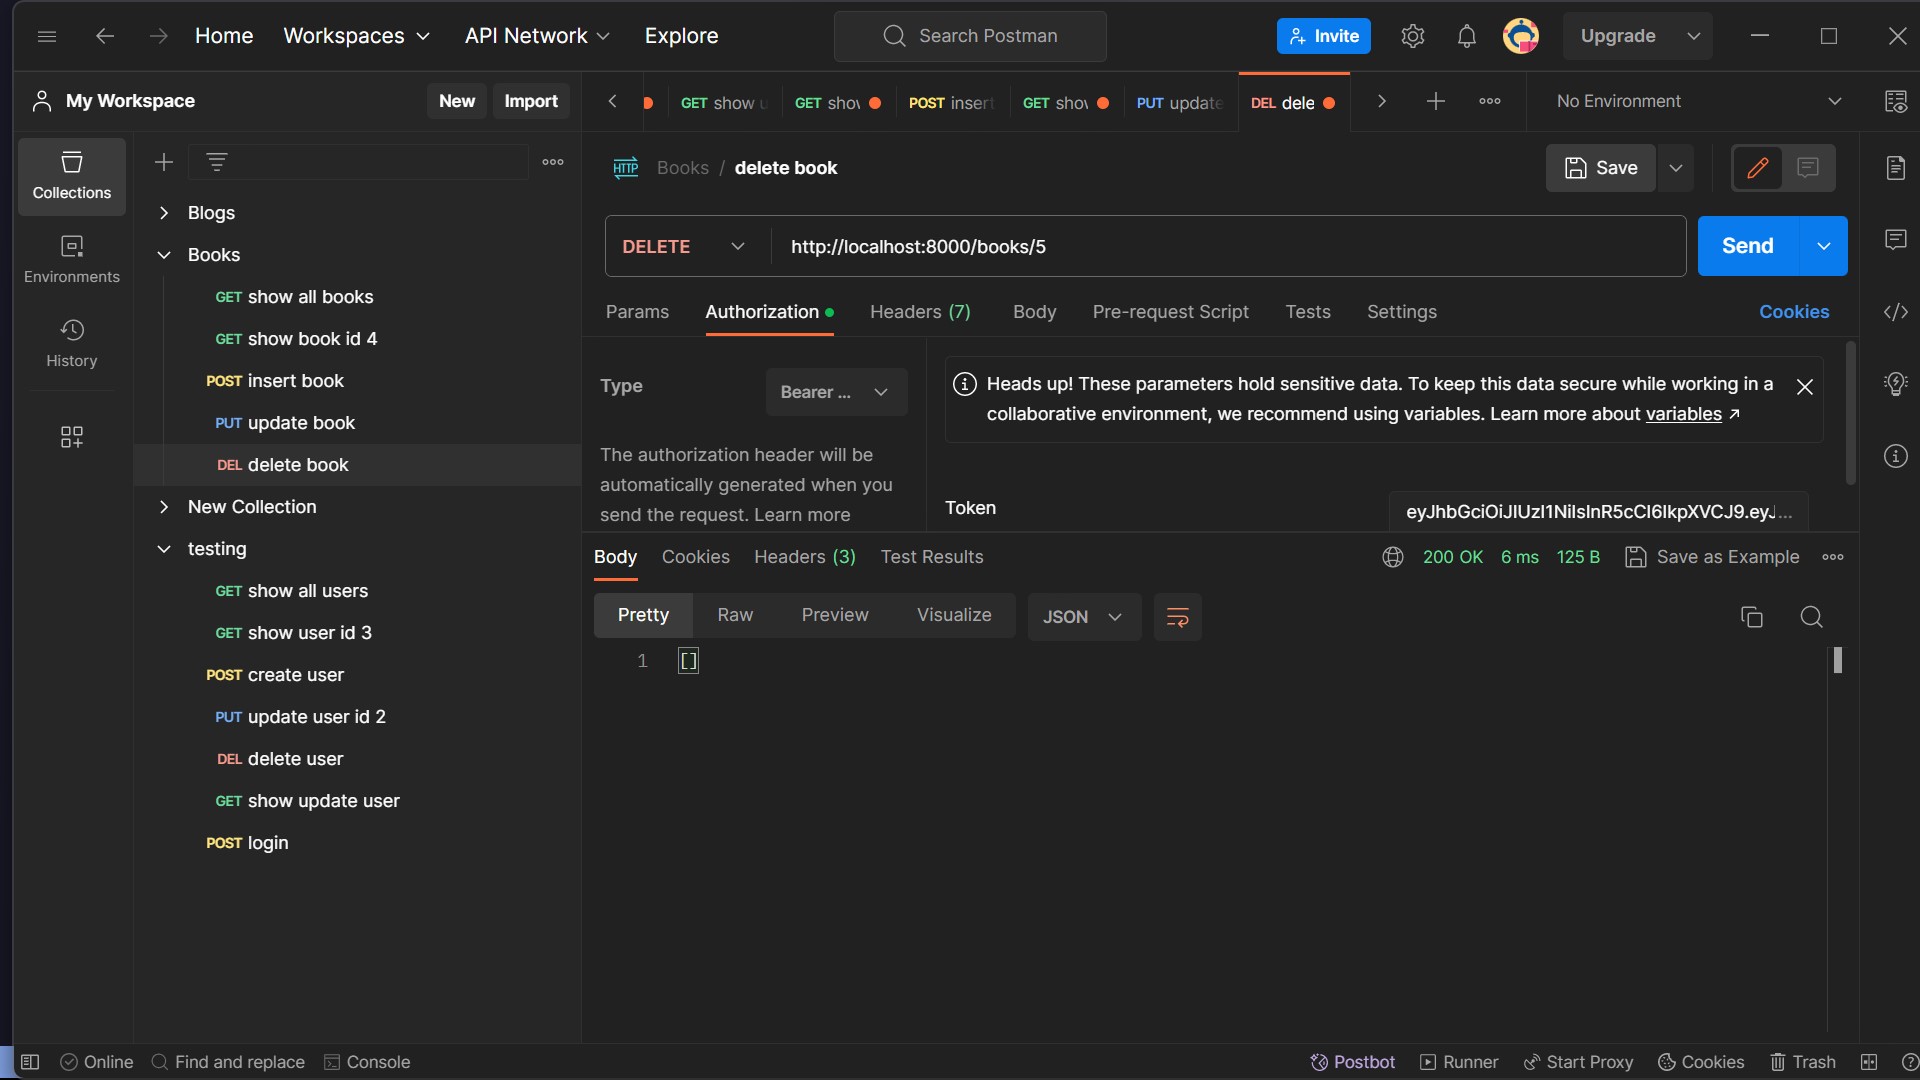 Home Workspaces API Network Explore Search Postman Invite Upgrade
My Workspace New Import GET show u GET shov POST insert GET shov PUT update DEL dele No Environment
Collections
Environments
History
Blogs
Books
GET show all books
GET show book id 4
POST insert book
PUT update book
DEL delete book
New Collection
testing
GET show all users
GET show user id 3
POST create user
PUT update user id 2
DEL delete user
GET show update user
POST login
HTTP Books / delete book Save
DELETE http://localhost:8000/books/5 Send
Params Authorization Headers (7) Body Pre-request Script Tests Settings Cookies
Type Bearer ...
The authorization header will be
automatically generated when you
send the request. Learn more
Heads up! These parameters hold sensitive data. To keep this data secure while working in a
collaborative environment, we recommend using variables. Learn more about variables ↗
Token eyJhbGciOiJIUzI1NiIsInR5cCI6IkpXVCJ9.eyJ...
Body Cookies Headers (3) Test Results 200 OK 6 ms 125 B Save as Example
Pretty Raw Preview Visualize JSON
1 []
Online Find and replace Console Postbot Runner Start Proxy Cookies Trash